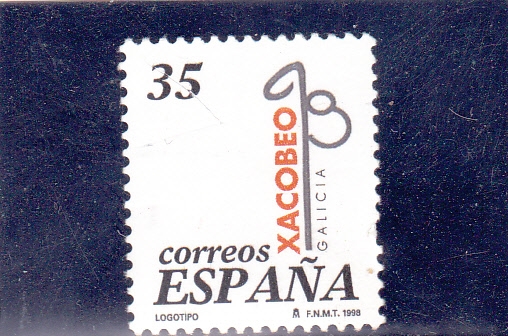 35
XACOBEO
GALICIA
correos
ESPAÑA
LOGOTIPO
F.N.M.T. 1998